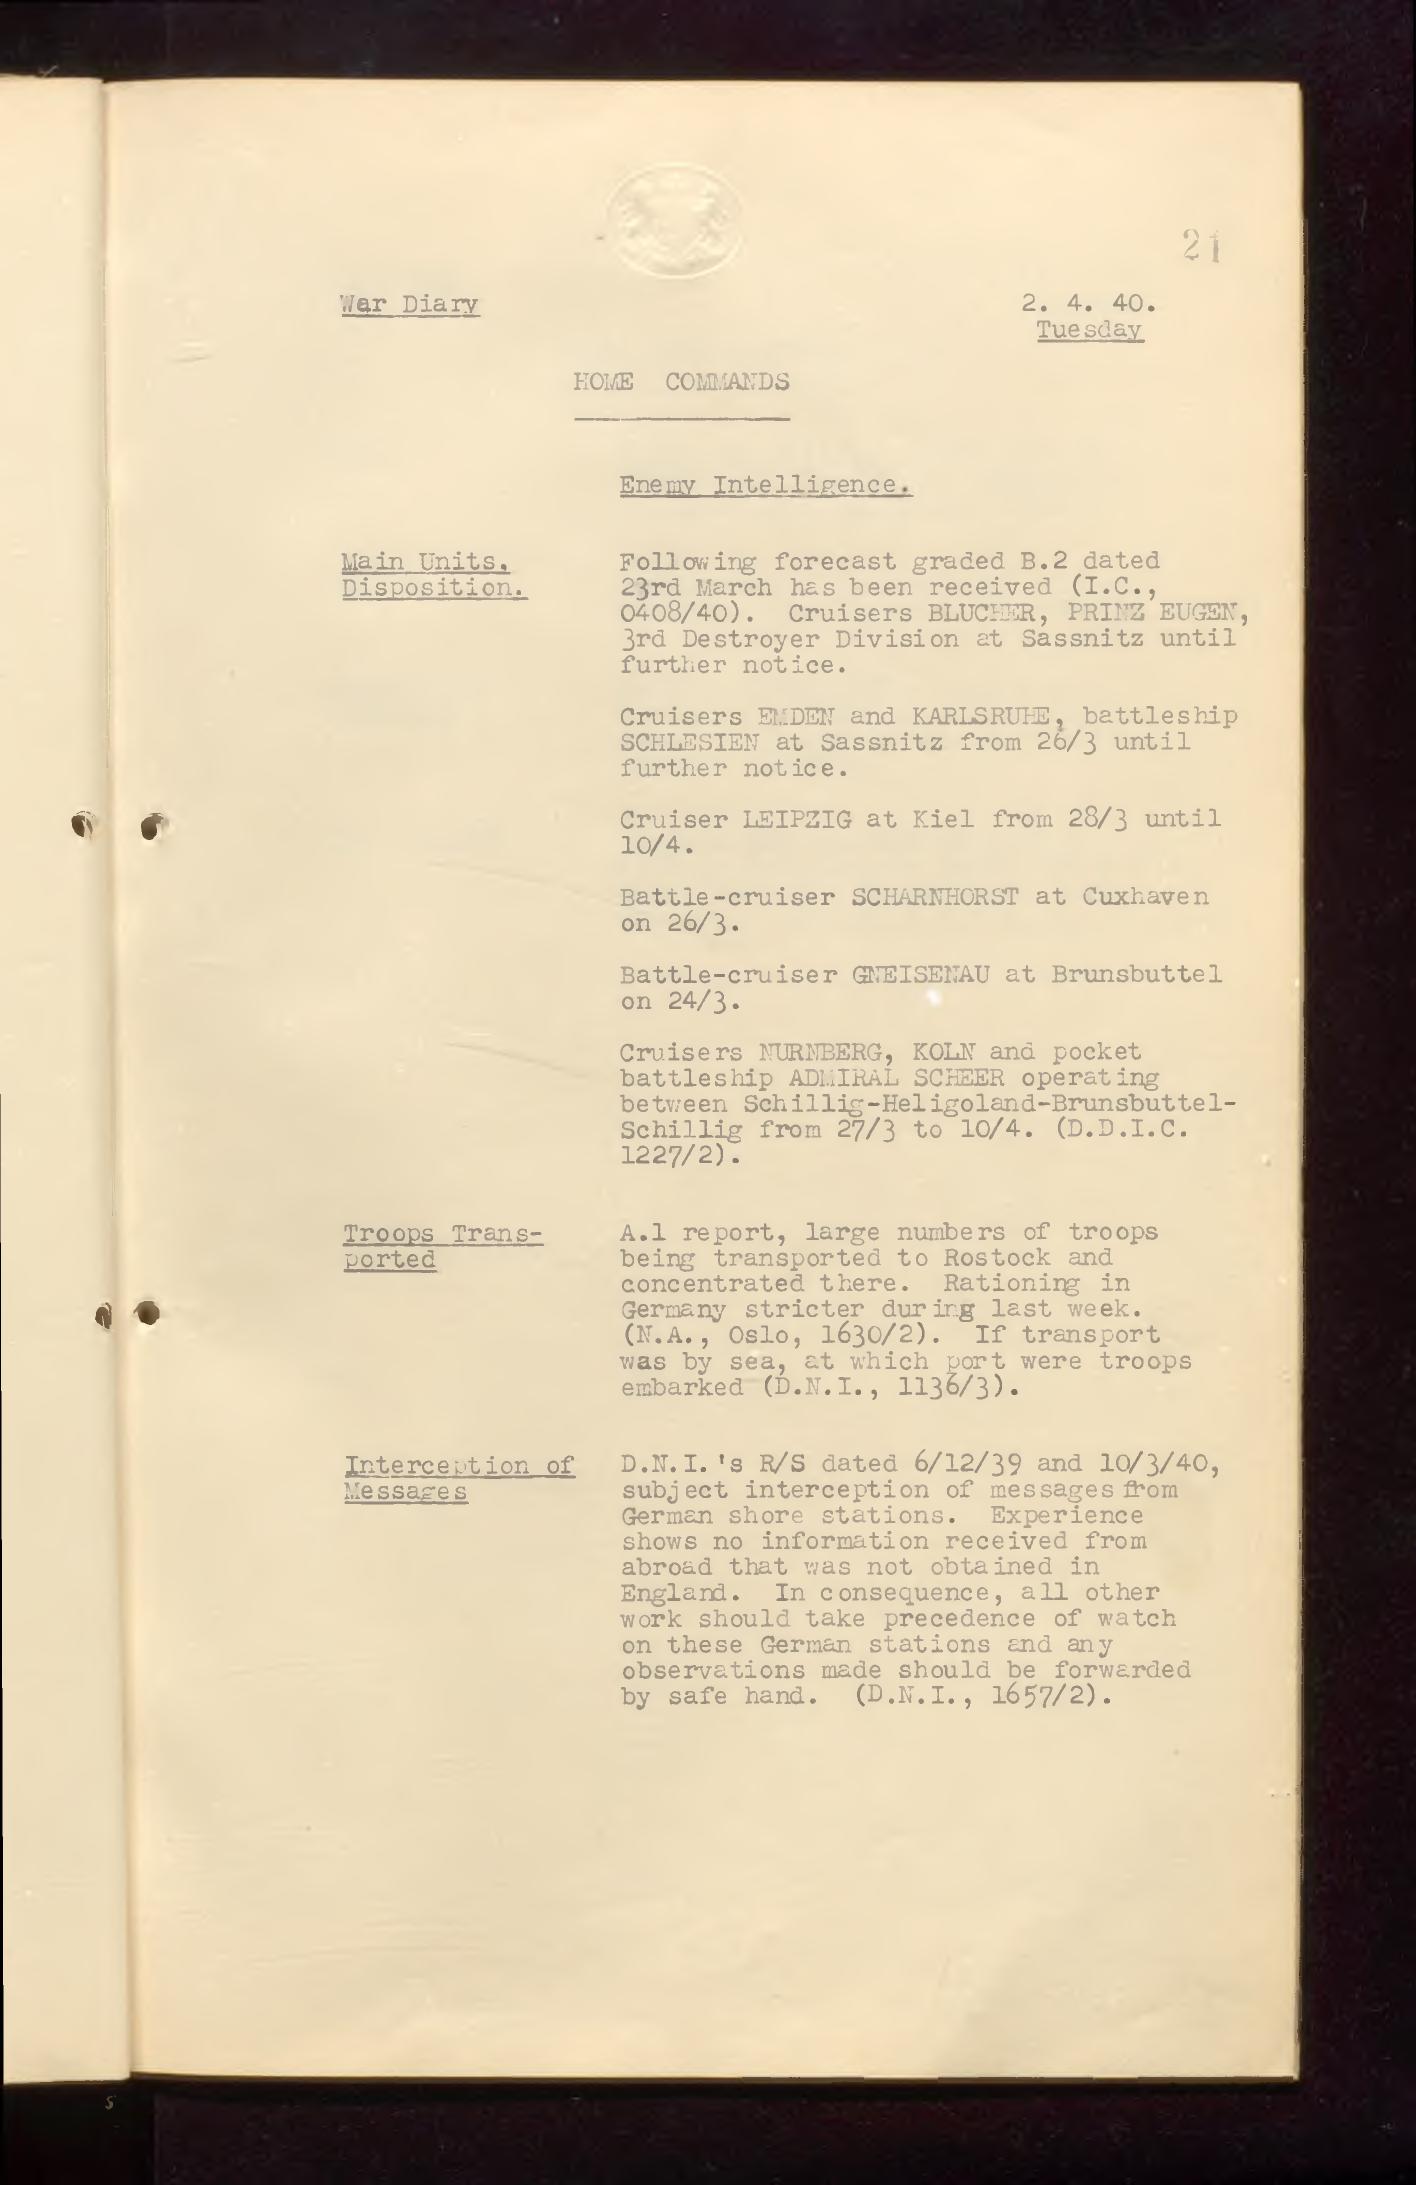 21
War Diary
2. 4. 40.
Tuesday
HOME COMMANDS
Enemy Intelligence.
Main Units.
Disposition.
Following forecast graded B.2 dated
23rd March has been received (I.C.,
0408/40). Cruisers BLUCHER, PRINZ EUGEN,
3rd Destroyer Division at Sassnitz until
further notice.
Cruisers EMDEN and KARLSRUHE, battleship
SCHLESIEN at Sassnitz from 26/3 until
further notice.
Cruiser LEIPZIG at Kiel from 28/3 until
10/4.
Battle-cruiser SCHARNHORST at Cuxhaven
on 26/3.
Battle-cruiser GNEISENAU at Brunsbuttel
on 24/3.
Cruisers NURNBERG, KOLN and pocket
battleship ADMIRAL SCHEER operating
between Schillig-Heligoland-Brunsbuttel-
Schillig from 27/3 to 10/4. (D.D.I.C.
1227/2).
Troops Trans-
ported
A.1 report, large numbers of troops
being transported to Rostock and
concentrated there. Rationing in
Germany stricter during last week.
(N.A., Oslo, 1630/2). If transport
was by sea, at which port were troops
embarked (D.N.I., 1136/3).
Interception of
Messages
D.N.I.'s R/S dated 6/12/39 and 10/3/40,
subject interception of messages from
German shore stations. Experience
shows no information received from
abroad that was not obtained in
England. In consequence, all other
work should take precedence of watch
on these German stations and any
observations made should be forwarded
by safe hand. (D.N.I., 1657/2).